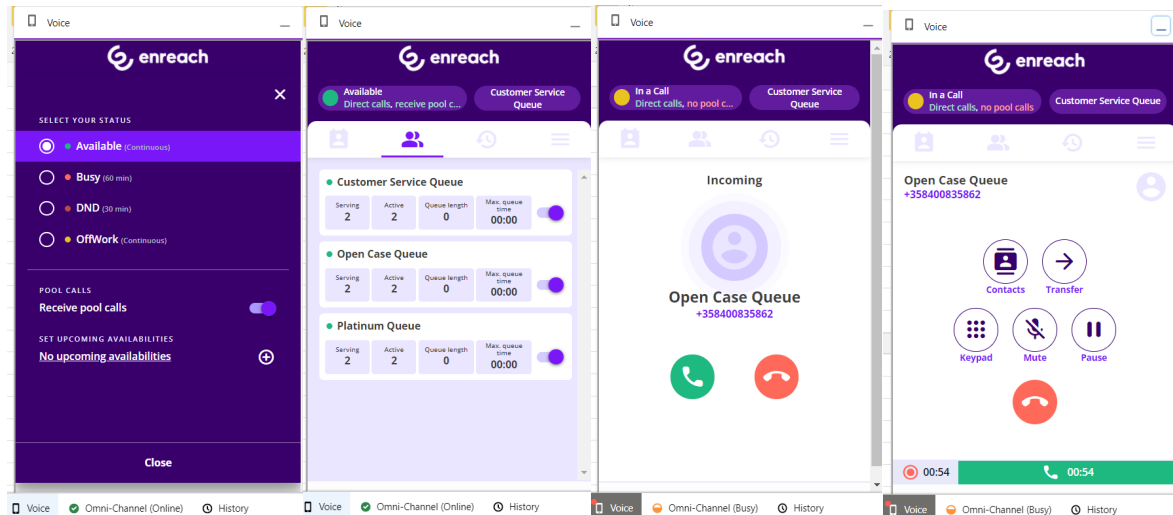 Voice
enreach
SELECT YOUR STATUS
Available (Continuous)
Busy (60 min)
DND (30 min)
OffWork (Continuous)
POOL CALLS
Receive pool calls
SET UPCOMING AVAILABILITIES
No upcoming availabilities
Close
Voice Omni-Channel (Online) History
Voice
enreach
Available
Direct calls, receive pool c...
Customer Service
Queue
Customer Service Queue
Serving Active Queue length Max. queue time
2 2 0 00:00
Open Case Queue
Serving Active Queue length Max. queue time
2 2 0 00:00
Platinum Queue
Serving Active Queue length Max. queue time
2 2 0 00:00
Voice Omni-Channel (Online) History
Voice
enreach
In a Call
Direct calls, no pool c...
Customer Service
Queue
Incoming
Open Case Queue
+358400835862
Voice Omni-Channel (Busy) History
Voice
enreach
In a Call
Direct calls, no pool calls
Customer Service Queue
Open Case Queue
+358400835862
Contacts Transfer
Keypad Mute Pause
00:54 00:54
Voice Omni-Channel (Busy) History